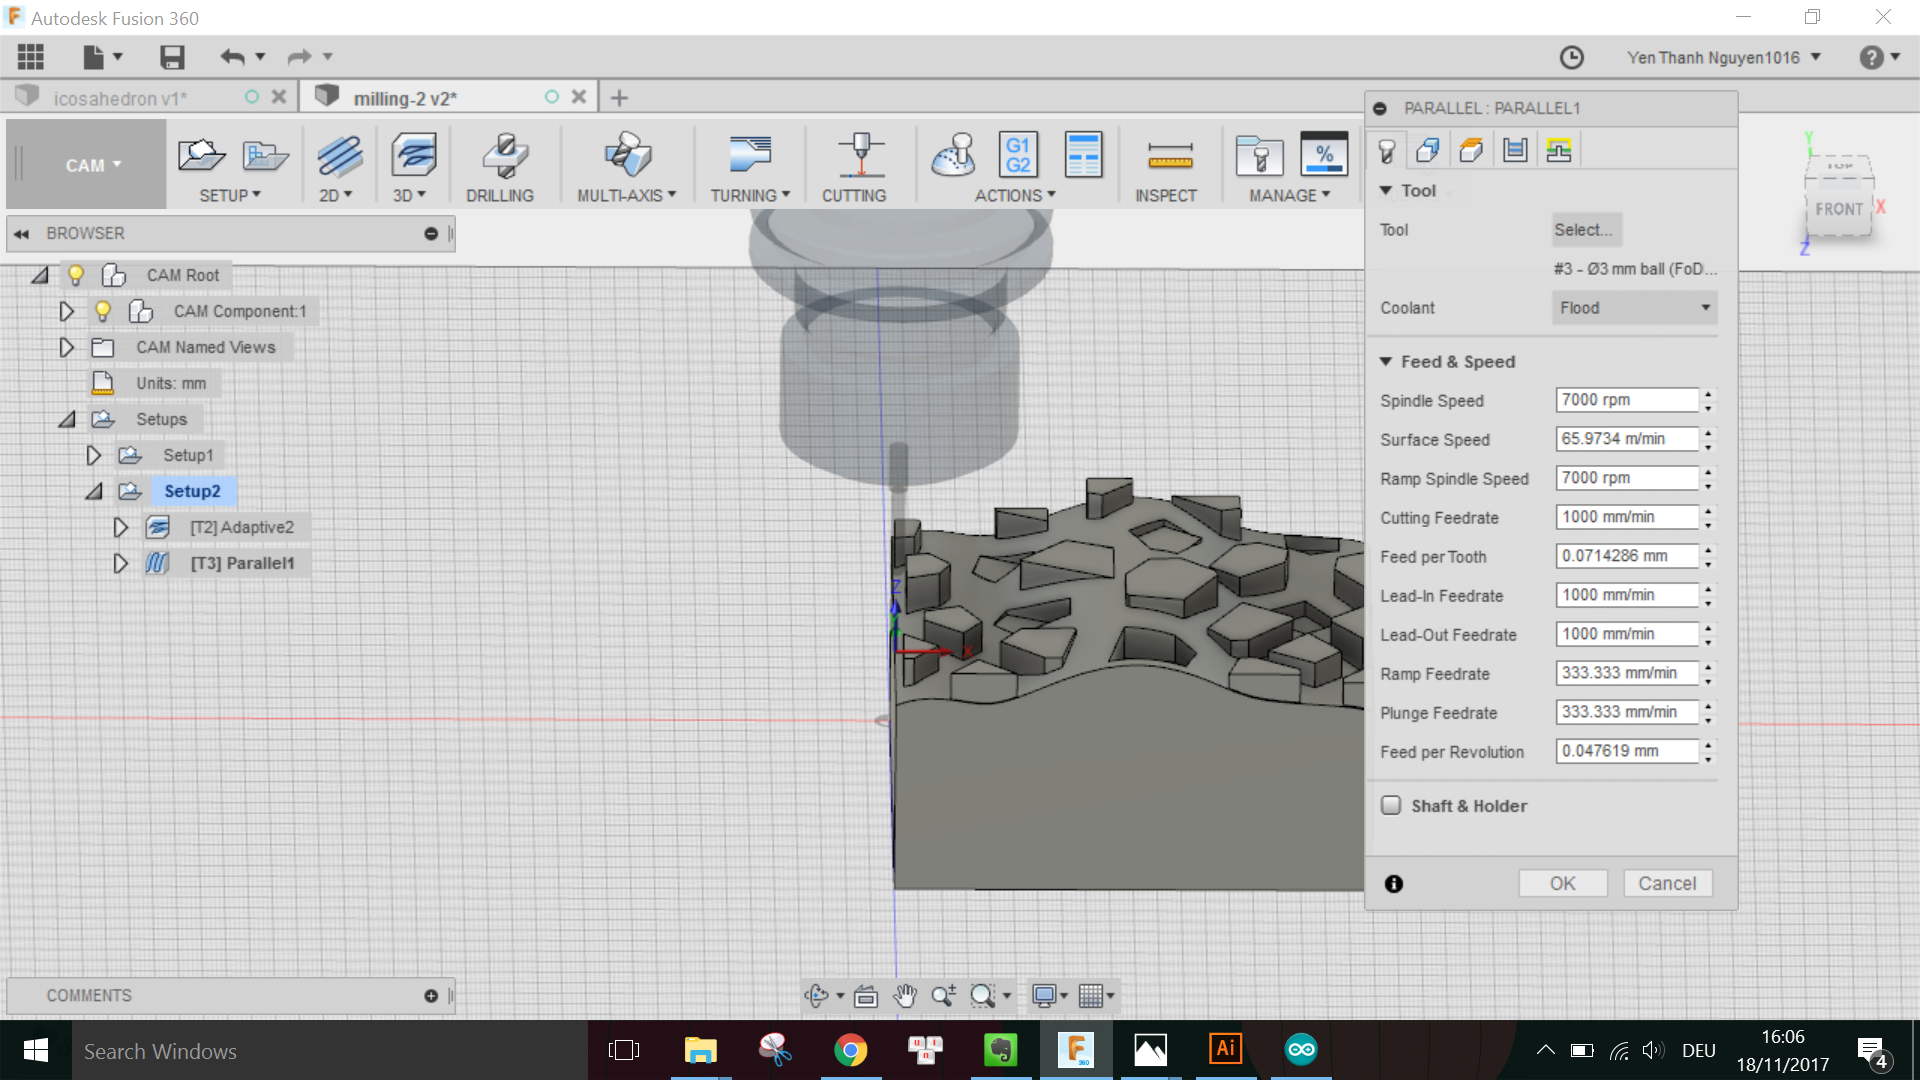 Autodesk Fusion 360
Yen Thanh Nguyen1016
icosahedron v1*
milling-2 v2*
CAM
SETUP
2D
3D
DRILLING
MULTI-AXIS
TURNING
CUTTING
G1
G2
ACTIONS
INSPECT
%
MANAGE
BROWSER
CAM Root
CAM Component:1
CAM Named Views
Units: mm
Setups
Setup1
Setup2
[T2] Adaptive2
[T3] Parallel1
Z
X
PARALLEL : PARALLEL1
Tool
Tool
Select...
#3 - Ø3 mm ball (FoD...
Coolant
Flood
Feed & Speed
Spindle Speed
7000 rpm
Surface Speed
65.9734 m/min
Ramp Spindle Speed
7000 rpm
Cutting Feedrate
1000 mm/min
Feed per Tooth
0.0714286 mm
Lead-In Feedrate
1000 mm/min
Lead-Out Feedrate
1000 mm/min
Ramp Feedrate
333.333 mm/min
Plunge Feedrate
333.333 mm/min
Feed per Revolution
0.047619 mm
Shaft & Holder
OK
Cancel
Y
TOP
FRONT
X
Z
COMMENTS
Search Windows
u i n
F
360
Ai
DEU
16:06
18/11/2017
4